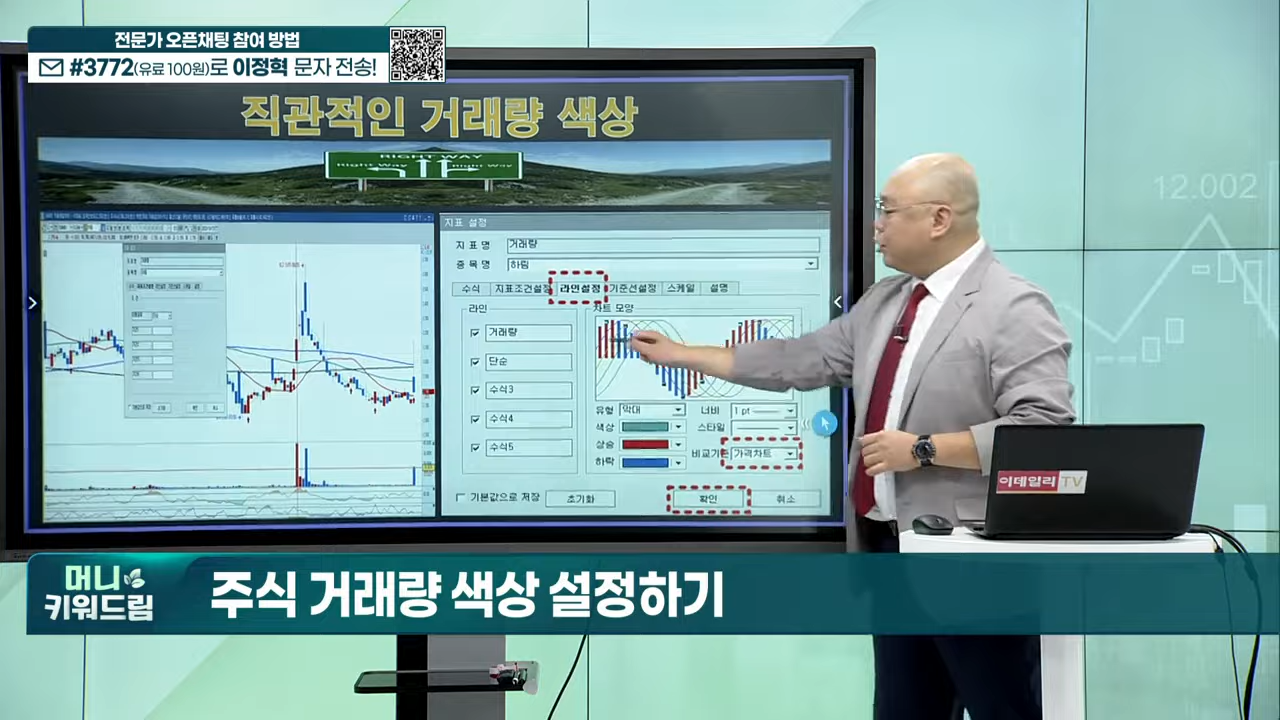 전문가 오픈채팅 참여 방법
#3772(유료 100원)로 이정혁 문자 전송!
직관적인 거래량 색상
RIGHT WAY
Right Way
Right Way
지표 설정
지 표 명
거래량
종 목 명
하림
수식
지표조건설정
라인설정
기준선설정
스케일
설명
라인
차트 모양
거래량
단순
수식3
수식4
수식5
유형
막대
너비
1 pt
색상
스타일
상승
비교기준
가격차트
하락
기본값으로 저장
초기화
확인
취소
12.002
이데일리 TV
머니
키워드림
주식 거래량 색상 설정하기